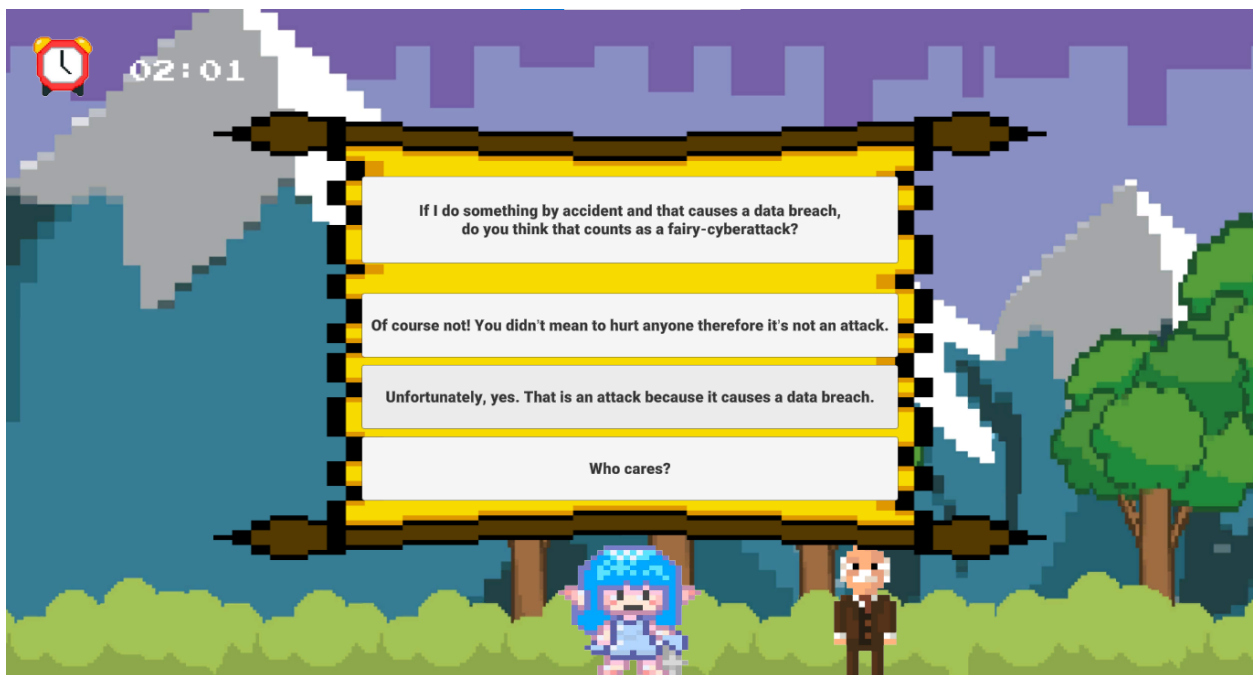 02:01
If I do something by accident and that causes a data breach,
do you think that counts as a fairy-cyberattack?
Of course not! You didn't mean to hurt anyone therefore it's not an attack.
Unfortunately, yes. That is an attack because it causes a data breach.
Who cares?